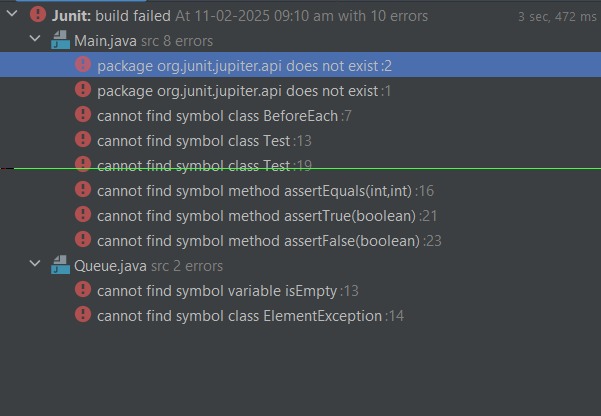 Junit: build failed At 11-02-2025 09:10 am with 10 errors 3 sec, 472 ms
Main.java src 8 errors
package org.junit.jupiter.api does not exist :2
package org.junit.jupiter.api does not exist :1
cannot find symbol class BeforeEach :7
cannot find symbol class Test :13
cannot find symbol class Test :19
cannot find symbol method assertEquals(int,int) :16
cannot find symbol method assertTrue(boolean) :21
cannot find symbol method assertFalse(boolean) :23
Queue.java src 2 errors
cannot find symbol variable isEmpty :13
cannot find symbol class ElementException :14